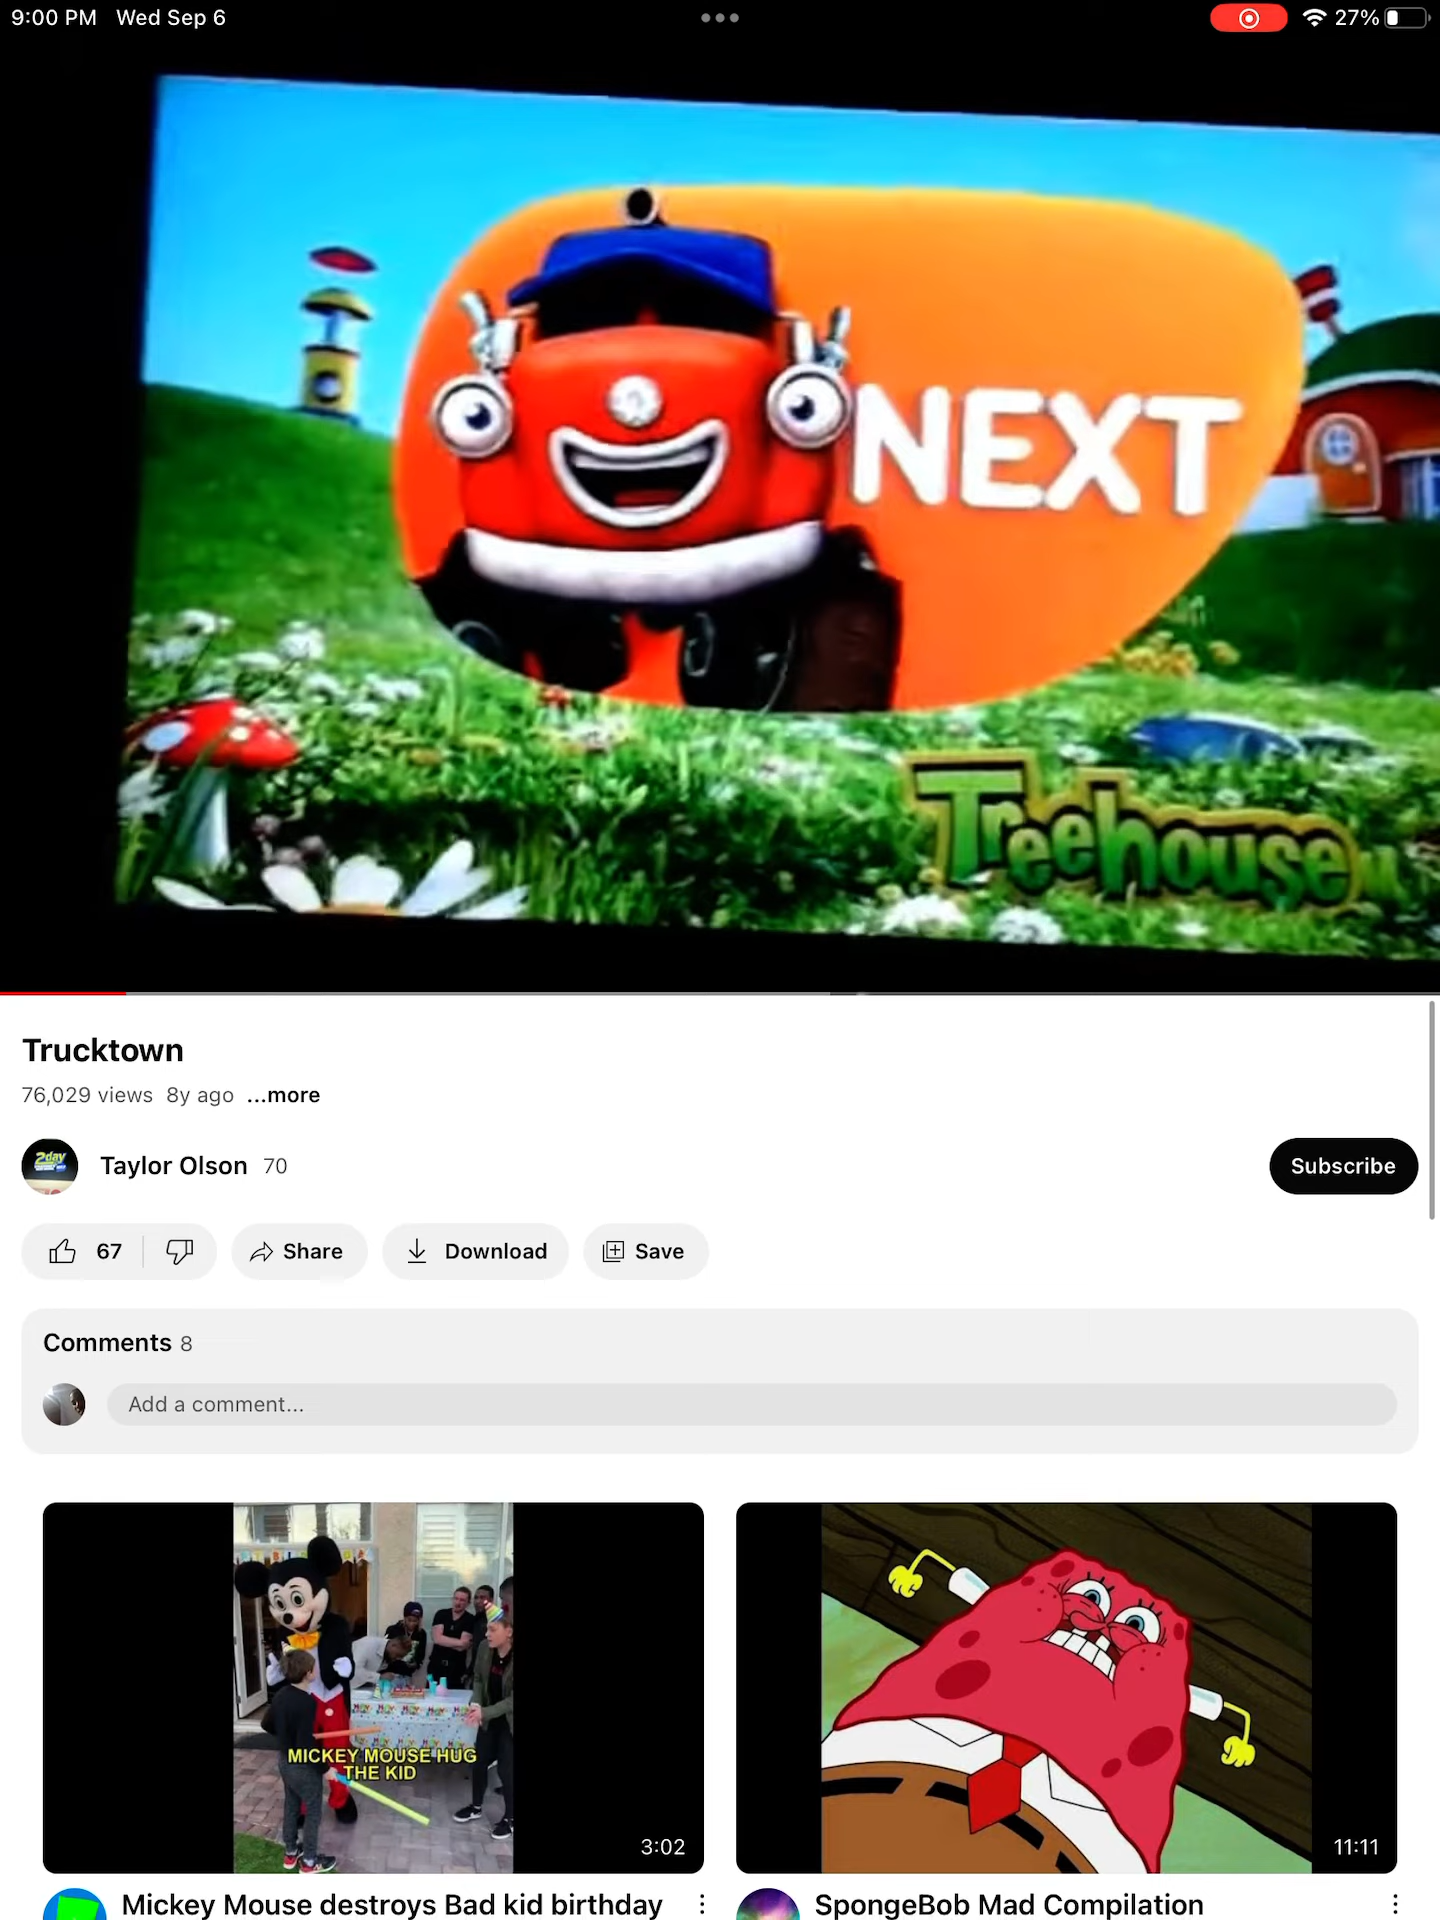 9:00 PM Wed Sep 6
27%
NEXT
Treehouse
Trucktown
76,029 views 8y ago ...more
2day
Taylor Olson 70
Subscribe
67
Share
Download
Save
Comments 8
Add a comment...
MICKEY MOUSE HUG
THE KID
3:02
11:11
Mickey Mouse destroys Bad kid birthday
SpongeBob Mad Compilation